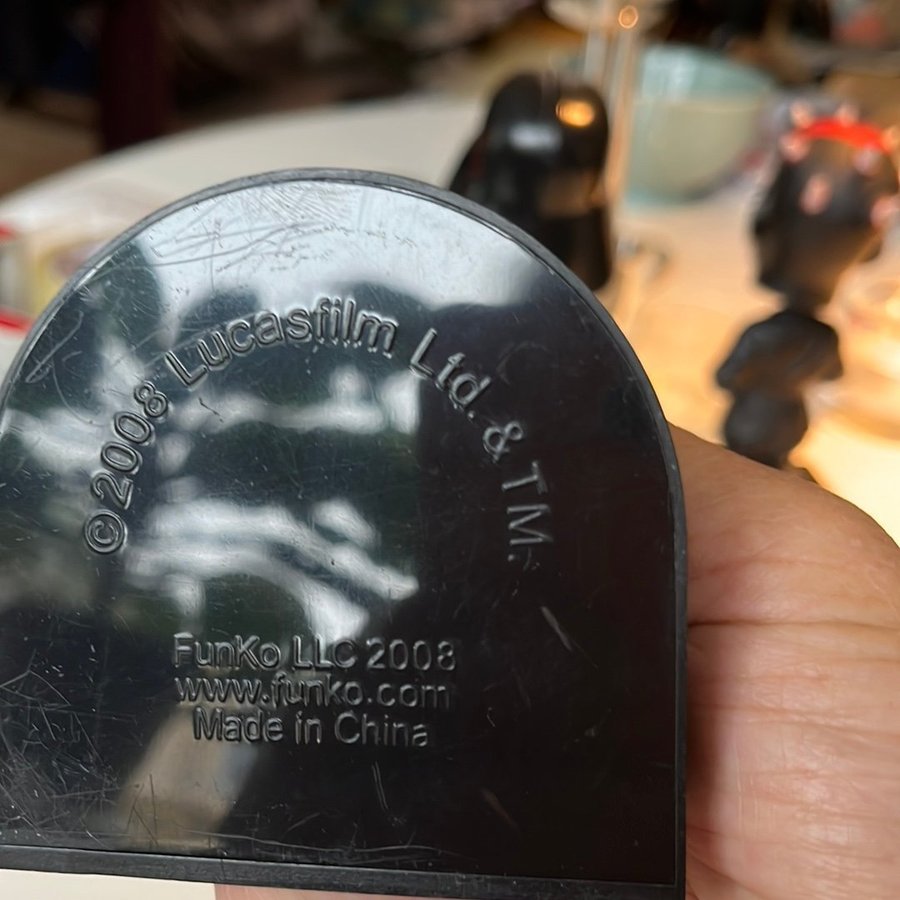 ©2008 Lucasfilm Ltd. & TM.
FunKo LLC 2008
www.funko.com
Made in China